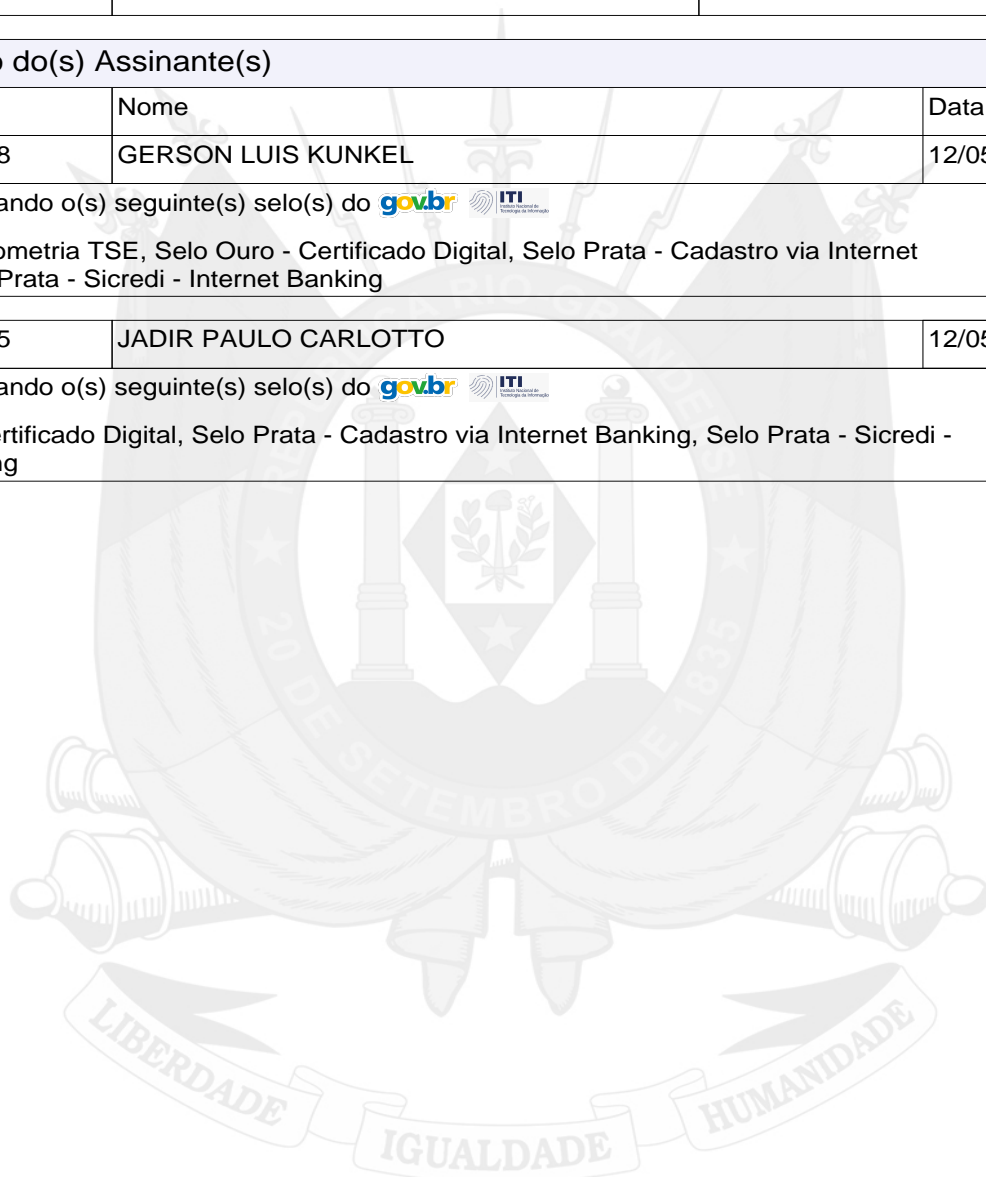 o do(s) Assinante(s)
Nome Data
8 GERSON LUIS KUNKEL 12/05
ando o(s) seguinte(s) selo(s) do gov.br ITI
ometria TSE, Selo Ouro - Certificado Digital, Selo Prata - Cadastro via Internet
Prata - Sicredi - Internet Banking
5 JADIR PAULO CARLOTTO 12/05
ando o(s) seguinte(s) selo(s) do gov.br ITI
ertificado Digital, Selo Prata - Cadastro via Internet Banking, Selo Prata - Sicredi -
ng
REPÚBLICA RIO GRANDENSE
20 DE SETEMBRO DE 1835
LIBERDADE IGUALDADE HUMANIDADE